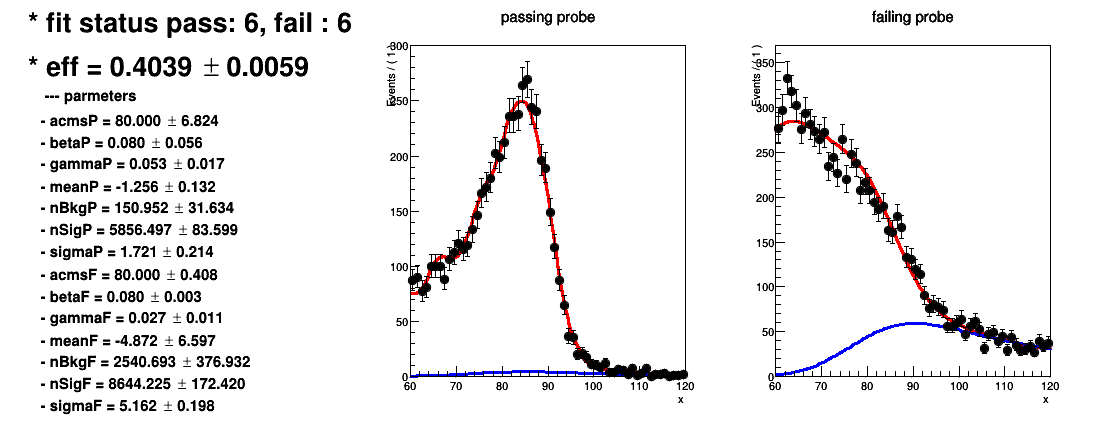 * fit status pass: 6, fail : 6
* eff = 0.4039 ± 0.0059
--- parmeters
- acmsP = 80.000 ± 6.824
- betaP = 0.080 ± 0.056
- gammaP = 0.053 ± 0.017
- meanP = -1.256 ± 0.132
- nBkgP = 150.952 ± 31.634
- nSigP = 5856.497 ± 83.599
- sigmaP = 1.721 ± 0.214
- acmsF = 80.000 ± 0.408
- betaF = 0.080 ± 0.003
- gammaF = 0.027 ± 0.011
- meanF = -4.872 ± 6.597
- nBkgF = 2540.693 ± 376.932
- nSigF = 8644.225 ± 172.420
- sigmaF = 5.162 ± 0.198
passing probe
Events / ( 1 )
300
250
200
150
100
50
0
60 70 80 90 100 110 120
x
failing probe
Events / ( 1 )
350
300
250
200
150
100
50
0
60 70 80 90 100 110 120
x